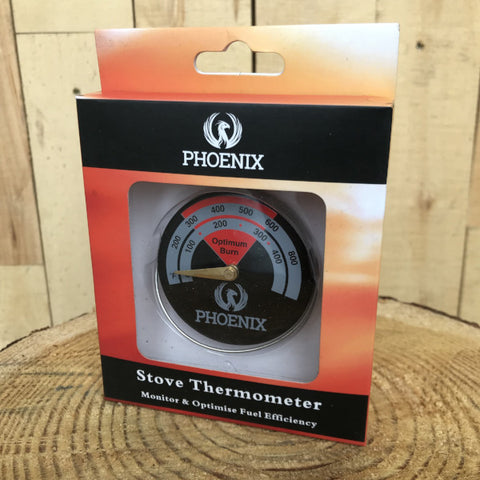 PHOENIX
400 500
300 600
200 200 300 800
100 400
Optimum
Burn
PHOENIX
Stove Thermometer
Monitor & Optimise Fuel Efficiency